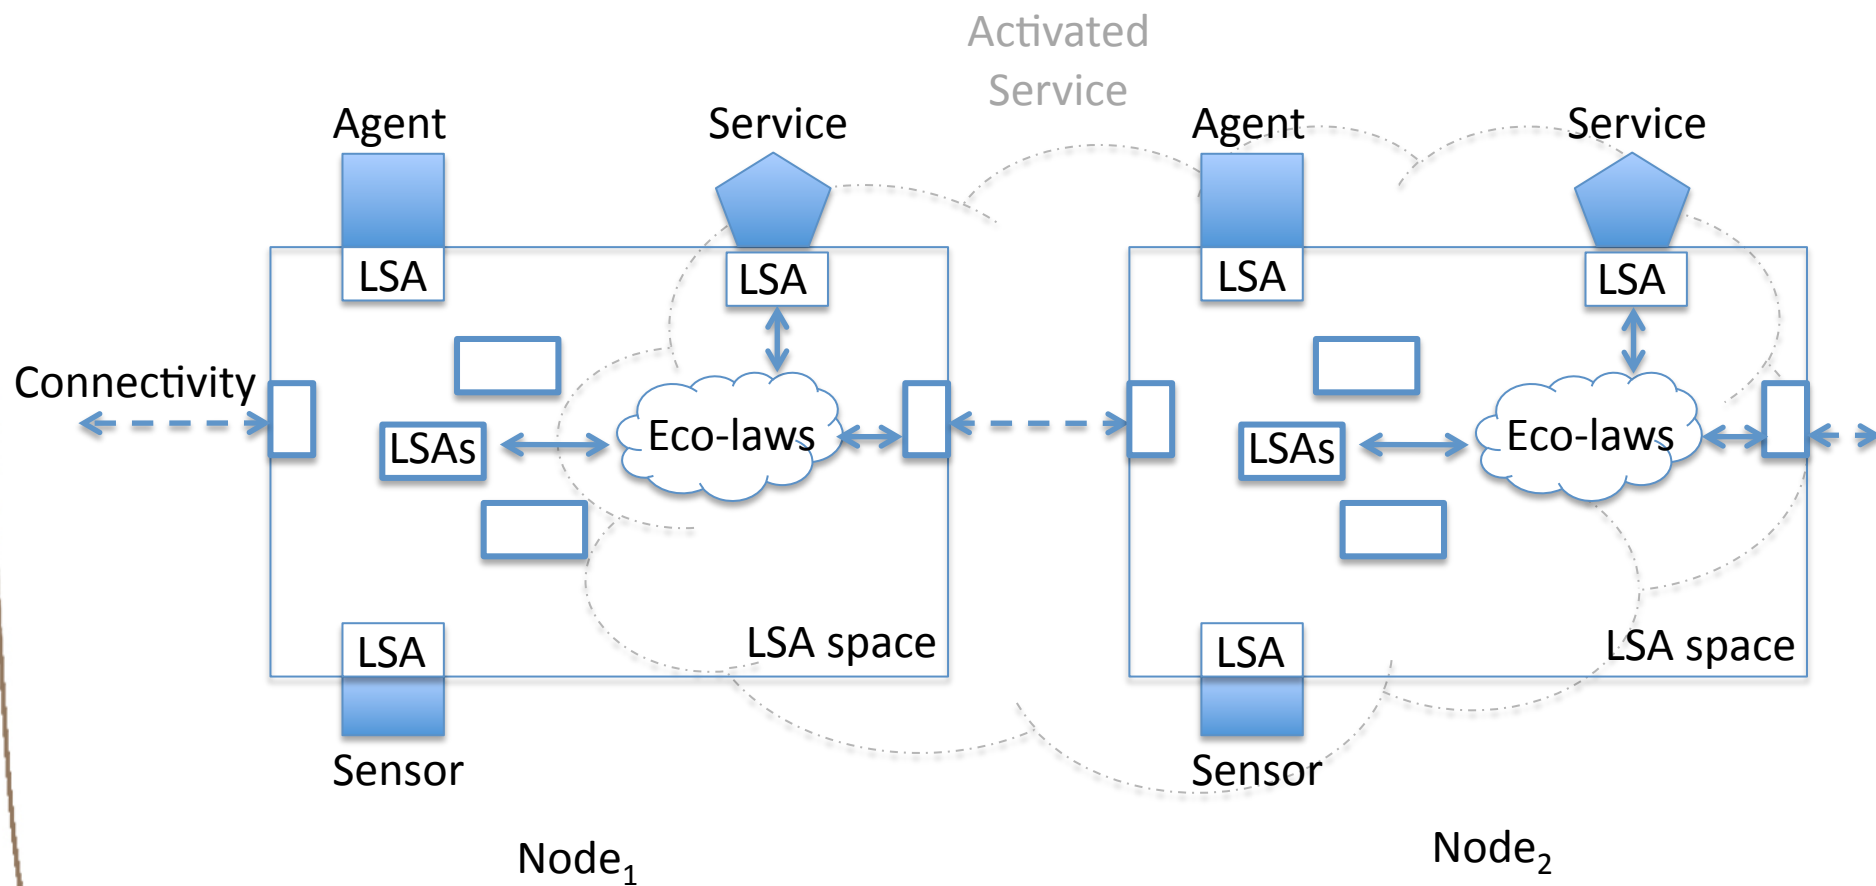 Activated
Service
Agent
Service
Agent
Service
LSA
LSA
LSA
LSA
Connectivity
LSAs
Eco-laws
LSAs
Eco-laws
LSA
LSA space
LSA
LSA space
Sensor
Sensor
Node₁
Node₂